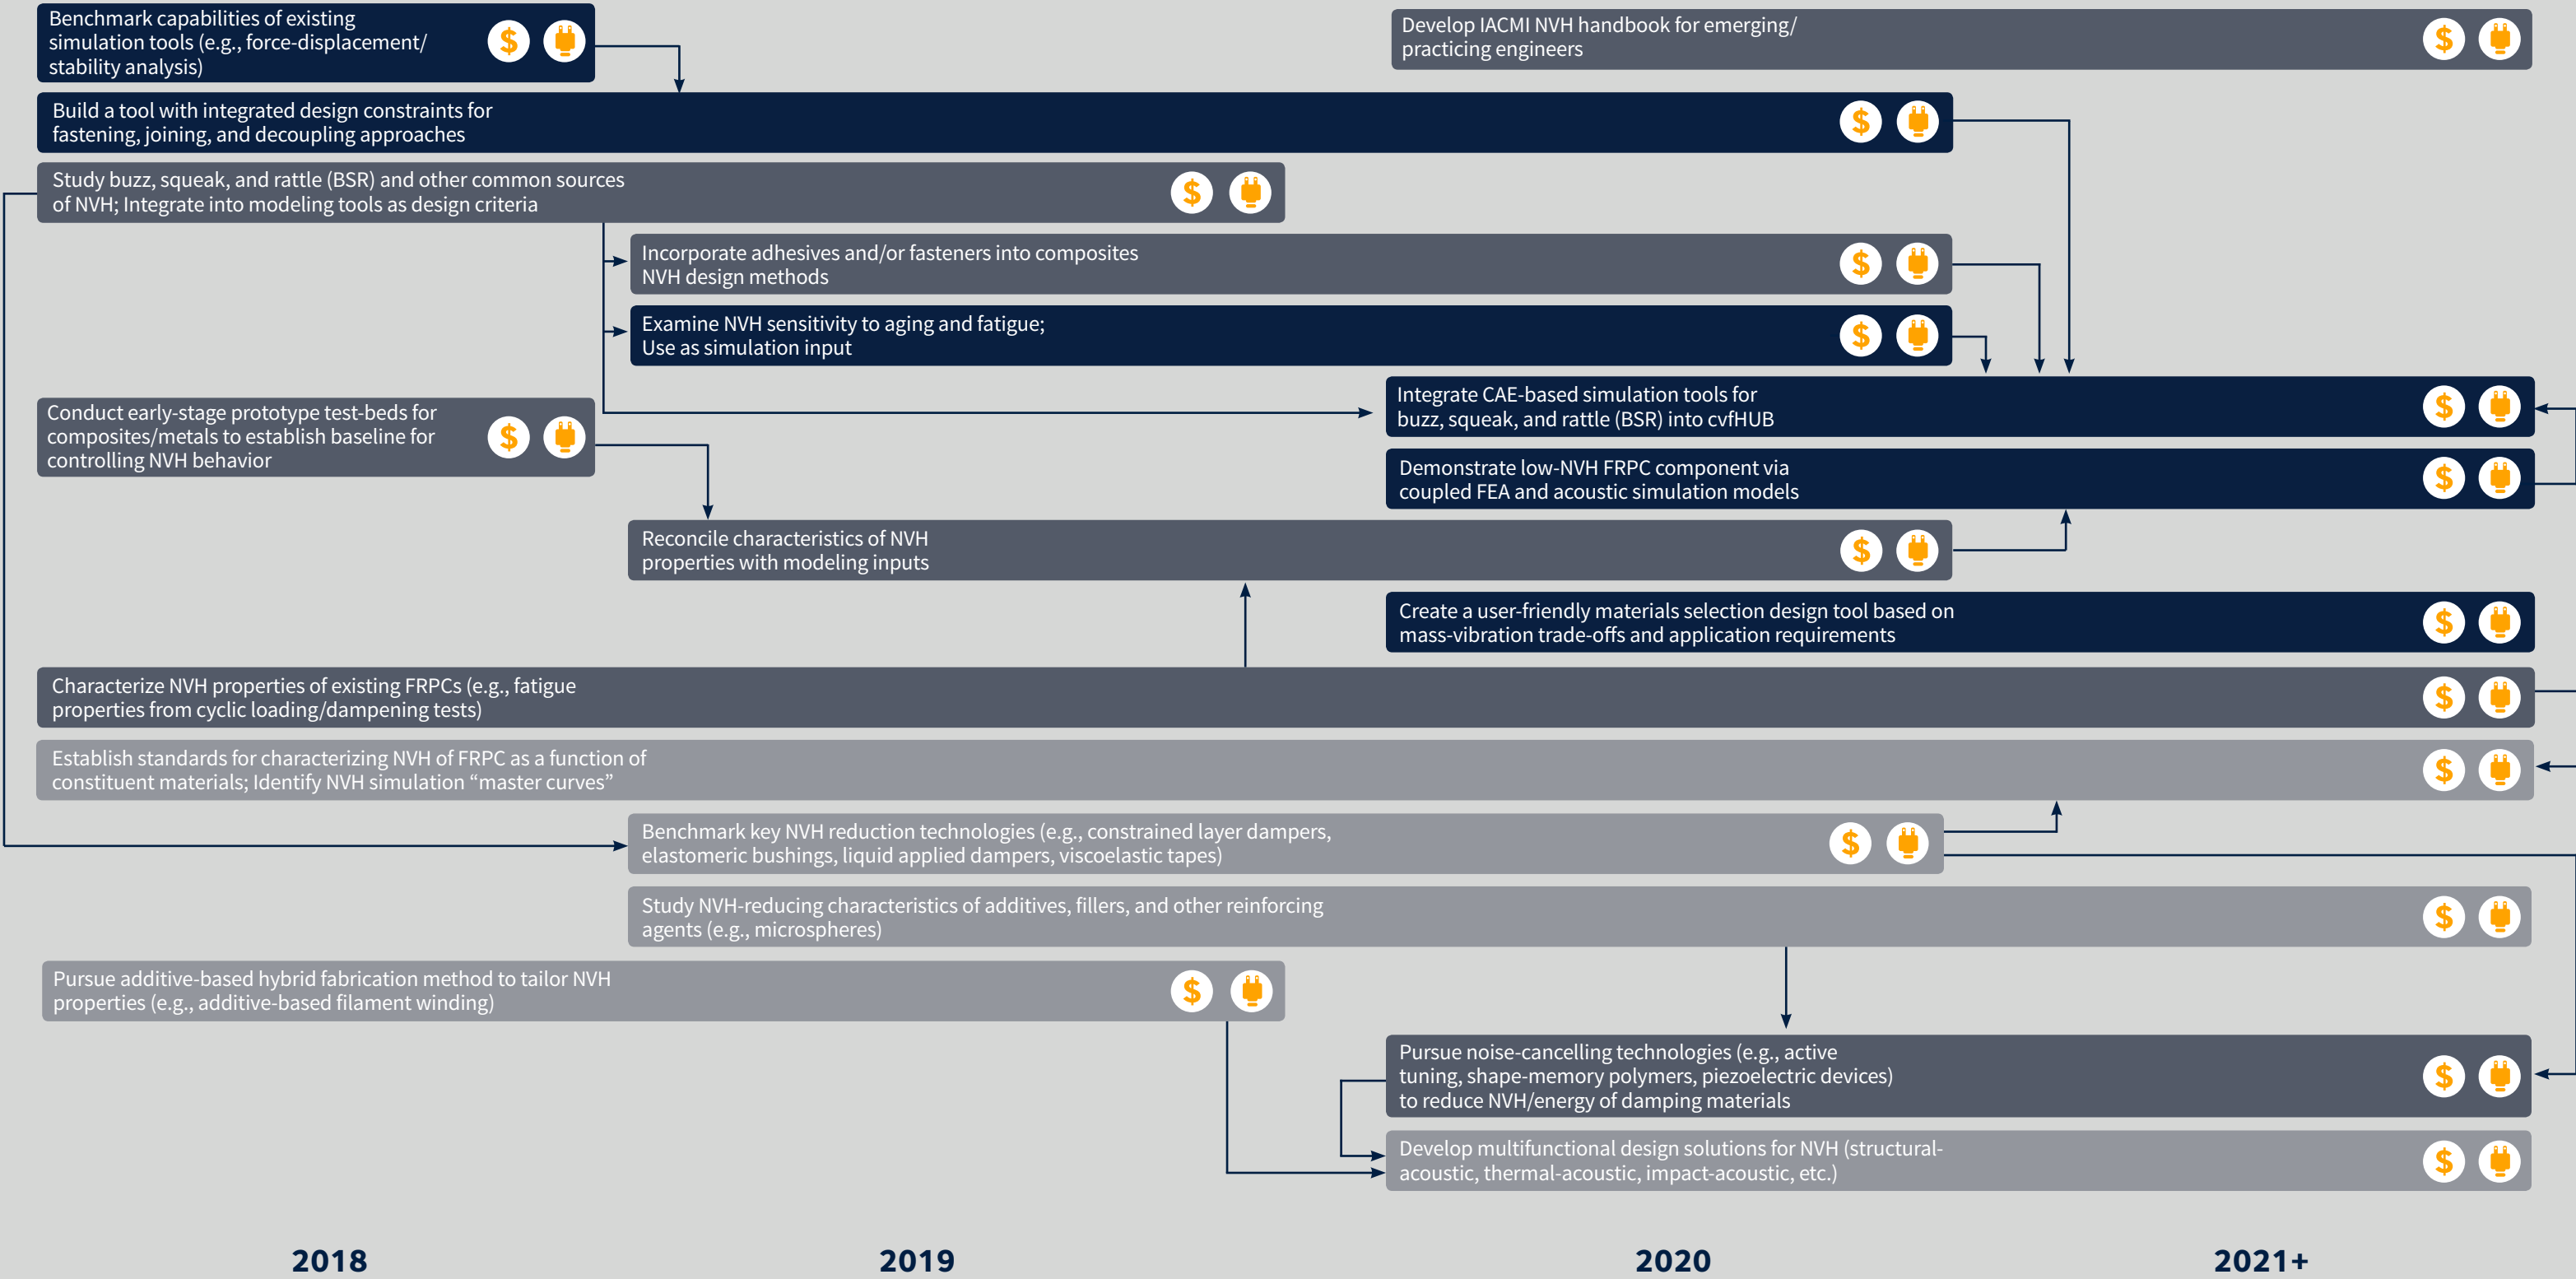 Benchmark capabilities of existing
simulation tools (e.g., force-displacement/
stability analysis)
$
Develop IACMI NVH handbook for emerging/
practicing engineers
$
Build a tool with integrated design constraints for
fastening, joining, and decoupling approaches
$
Study buzz, squeak, and rattle (BSR) and other common sources
of NVH; Integrate into modeling tools as design criteria
$
Incorporate adhesives and/or fasteners into composites
NVH design methods
$
Examine NVH sensitivity to aging and fatigue;
Use as simulation input
$
Integrate CAE-based simulation tools for
buzz, squeak, and rattle (BSR) into cvfHUB
$
Conduct early-stage prototype test-beds for
composites/metals to establish baseline for
controlling NVH behavior
$
Demonstrate low-NVH FRPC component via
coupled FEA and acoustic simulation models
$
Reconcile characteristics of NVH
properties with modeling inputs
$
Create a user-friendly materials selection design tool based on
mass-vibration trade-offs and application requirements
$
Characterize NVH properties of existing FRPCs (e.g., fatigue
properties from cyclic loading/dampening tests)
$
Establish standards for characterizing NVH of FRPC as a function of
constituent materials; Identify NVH simulation “master curves”
$
Benchmark key NVH reduction technologies (e.g., constrained layer dampers,
elastomeric bushings, liquid applied dampers, viscoelastic tapes)
$
Study NVH-reducing characteristics of additives, fillers, and other reinforcing
agents (e.g., microspheres)
$
Pursue additive-based hybrid fabrication method to tailor NVH
properties (e.g., additive-based filament winding)
$
Pursue noise-cancelling technologies (e.g., active
tuning, shape-memory polymers, piezoelectric devices)
to reduce NVH/energy of damping materials
$
Develop multifunctional design solutions for NVH (structural-
acoustic, thermal-acoustic, impact-acoustic, etc.)
$
2018 2019 2020 2021+